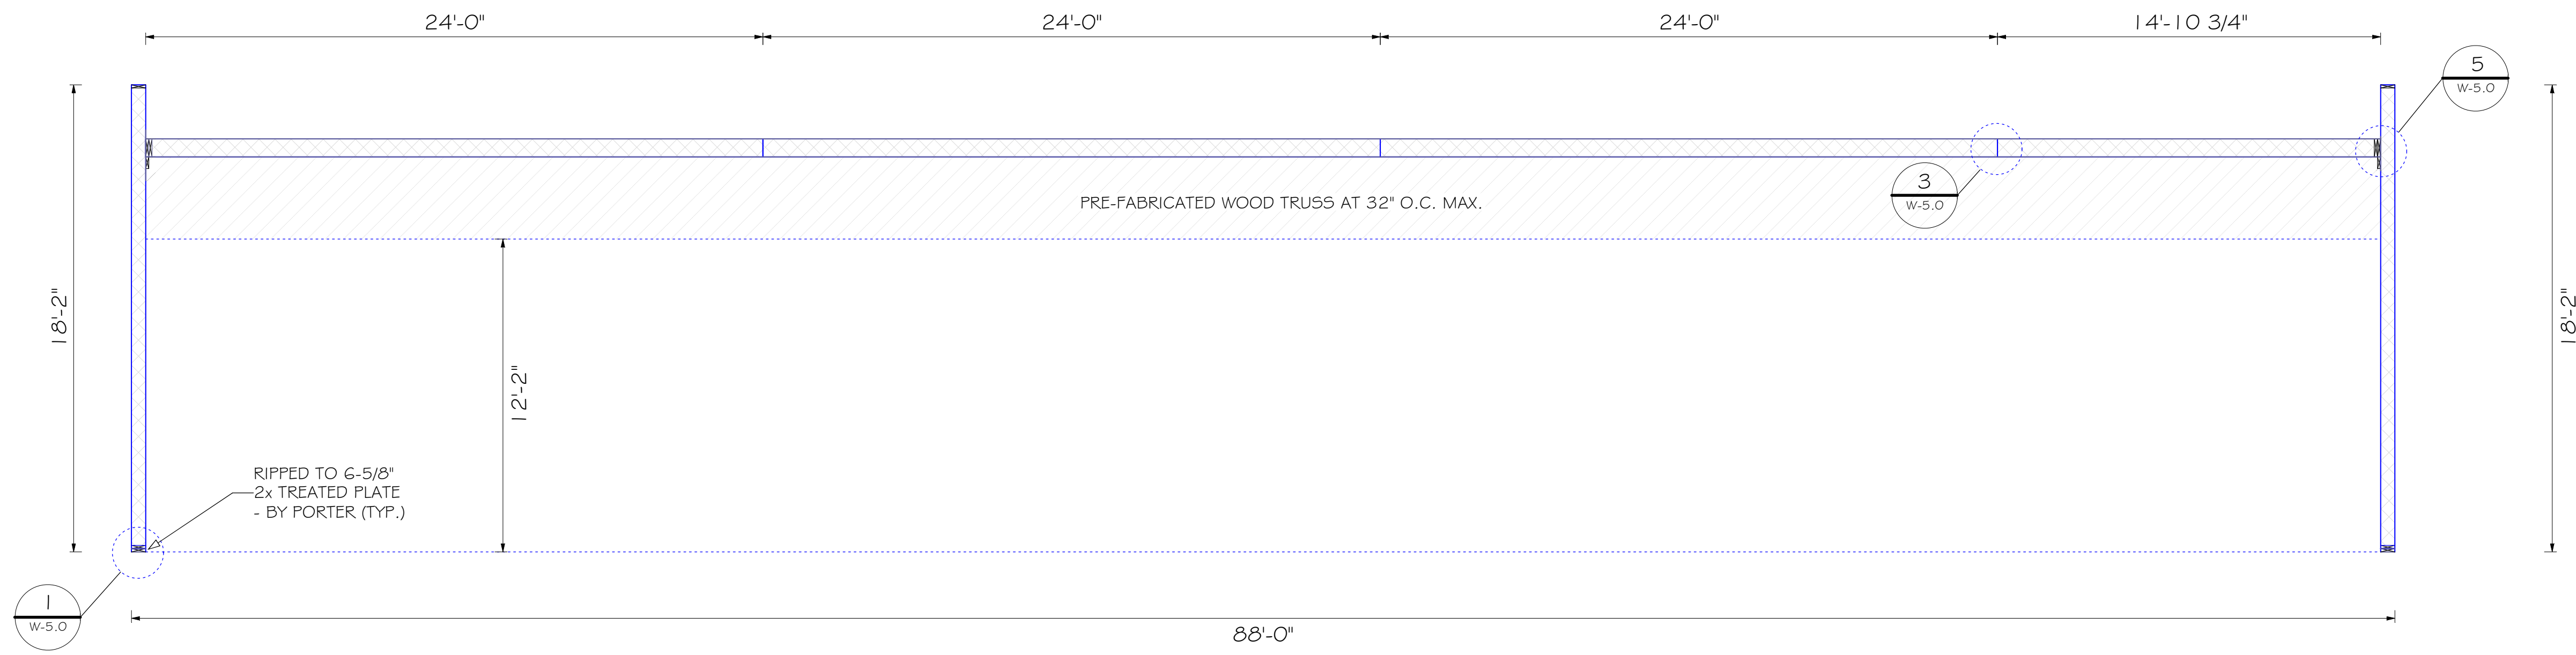 24'-0"
24'-0"
24'-0"
14'-10 3/4"
5
W-5.0
3
W-5.0
PRE-FABRICATED WOOD TRUSS AT 32" O.C. MAX.
18'-2"
12'-2"
18'-2"
RIPPED TO 6-5/8"
2x TREATED PLATE
- BY PORTER (TYP.)
1
W-5.0
88'-0"